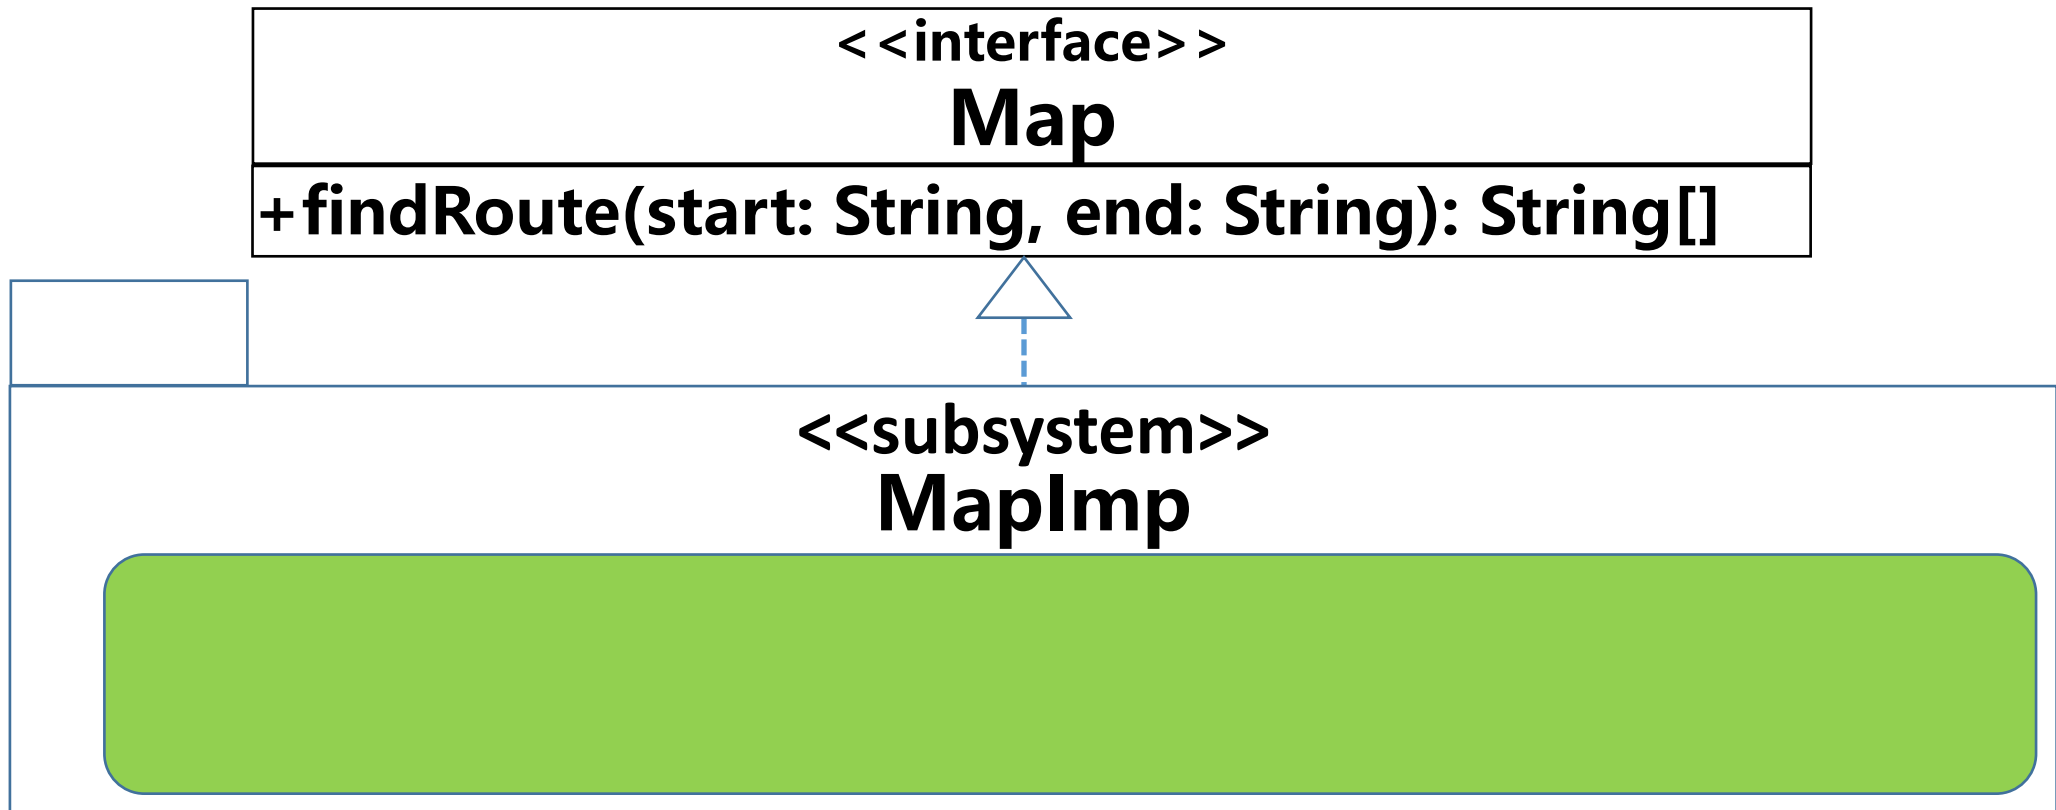 <<interface>>
Map
+findRoute(start: String, end: String): String[]
<<subsystem>>
MapImp